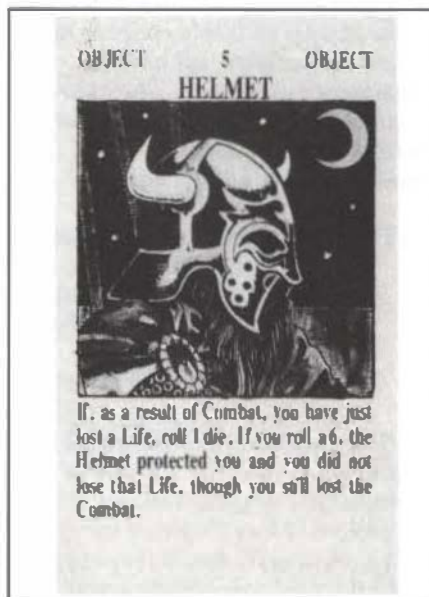 OBJECT 5 OBJECT
HELMET
If, as a result of Combat, you have just
lost a Life, roll 1 die. If you roll a 6, the
Helmet protected you and you did not
lose that Life, though you still lost the
Combat.